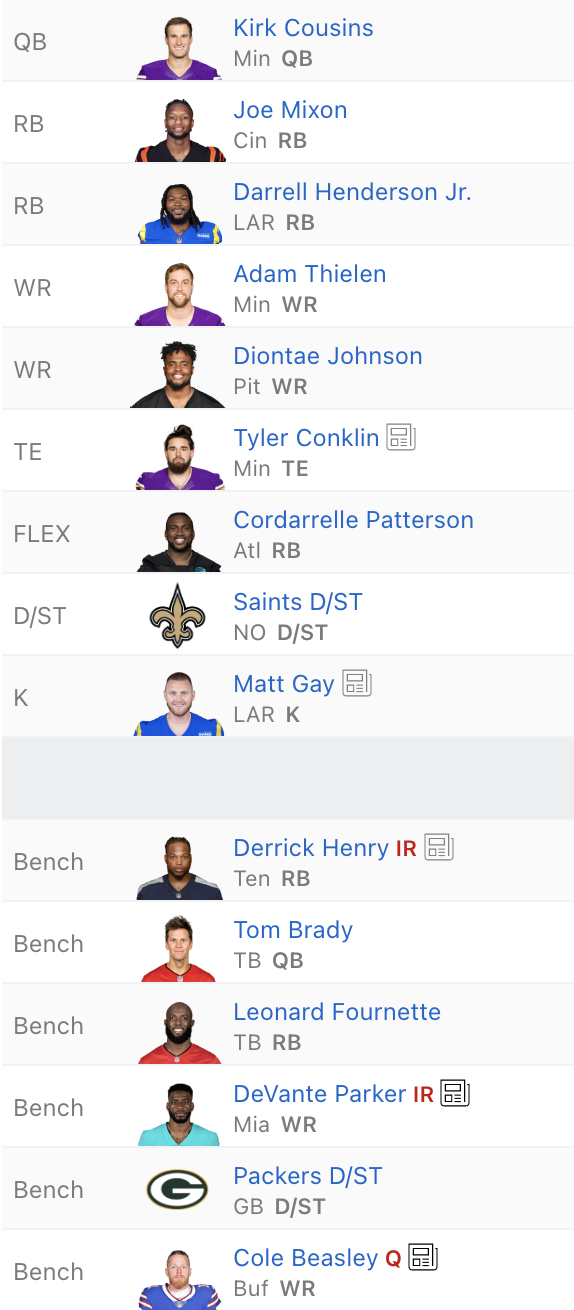 QB
Kirk Cousins
Min QB
RB
Joe Mixon
Cin RB
RB
Darrell Henderson Jr.
LAR RB
WR
Adam Thielen
Min WR
WR
Diontae Johnson
Pit WR
TE
Tyler Conklin
Min TE
FLEX
Cordarrelle Patterson
Atl RB
D/ST
Saints D/ST
NO D/ST
K
Matt Gay
LAR K
Bench
Derrick Henry IR
Ten RB
Bench
Tom Brady
TB QB
Bench
Leonard Fournette
TB RB
Bench
DeVante Parker IR
Mia WR
Bench
G
Packers D/ST
GB D/ST
Bench
Cole Beasley Q
Buf WR